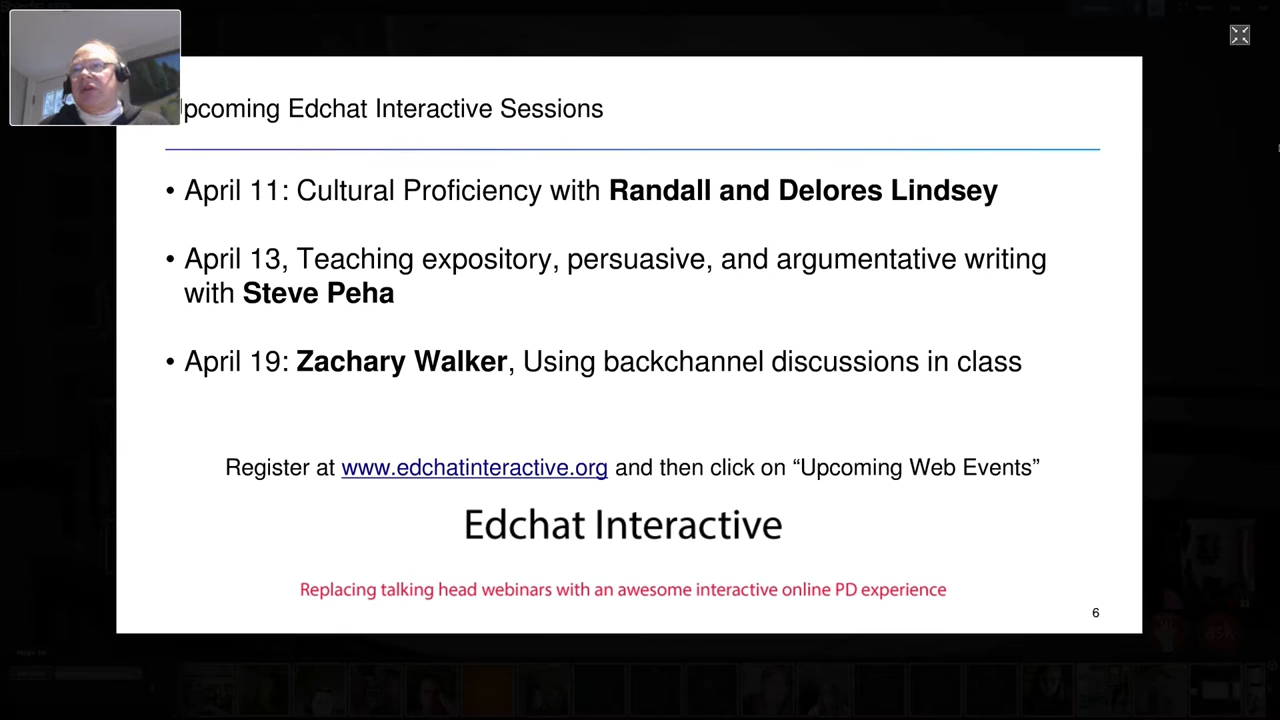 pcoming Edchat Interactive Sessions
• April 11: Cultural Proficiency with Randall and Delores Lindsey
• April 13, Teaching expository, persuasive, and argumentative writing
with Steve Peha
• April 19: Zachary Walker, Using backchannel discussions in class
Register at www.edchatinteractive.org and then click on “Upcoming Web Events”
Edchat Interactive
Replacing talking head webinars with an awesome interactive online PD experience
6
ask